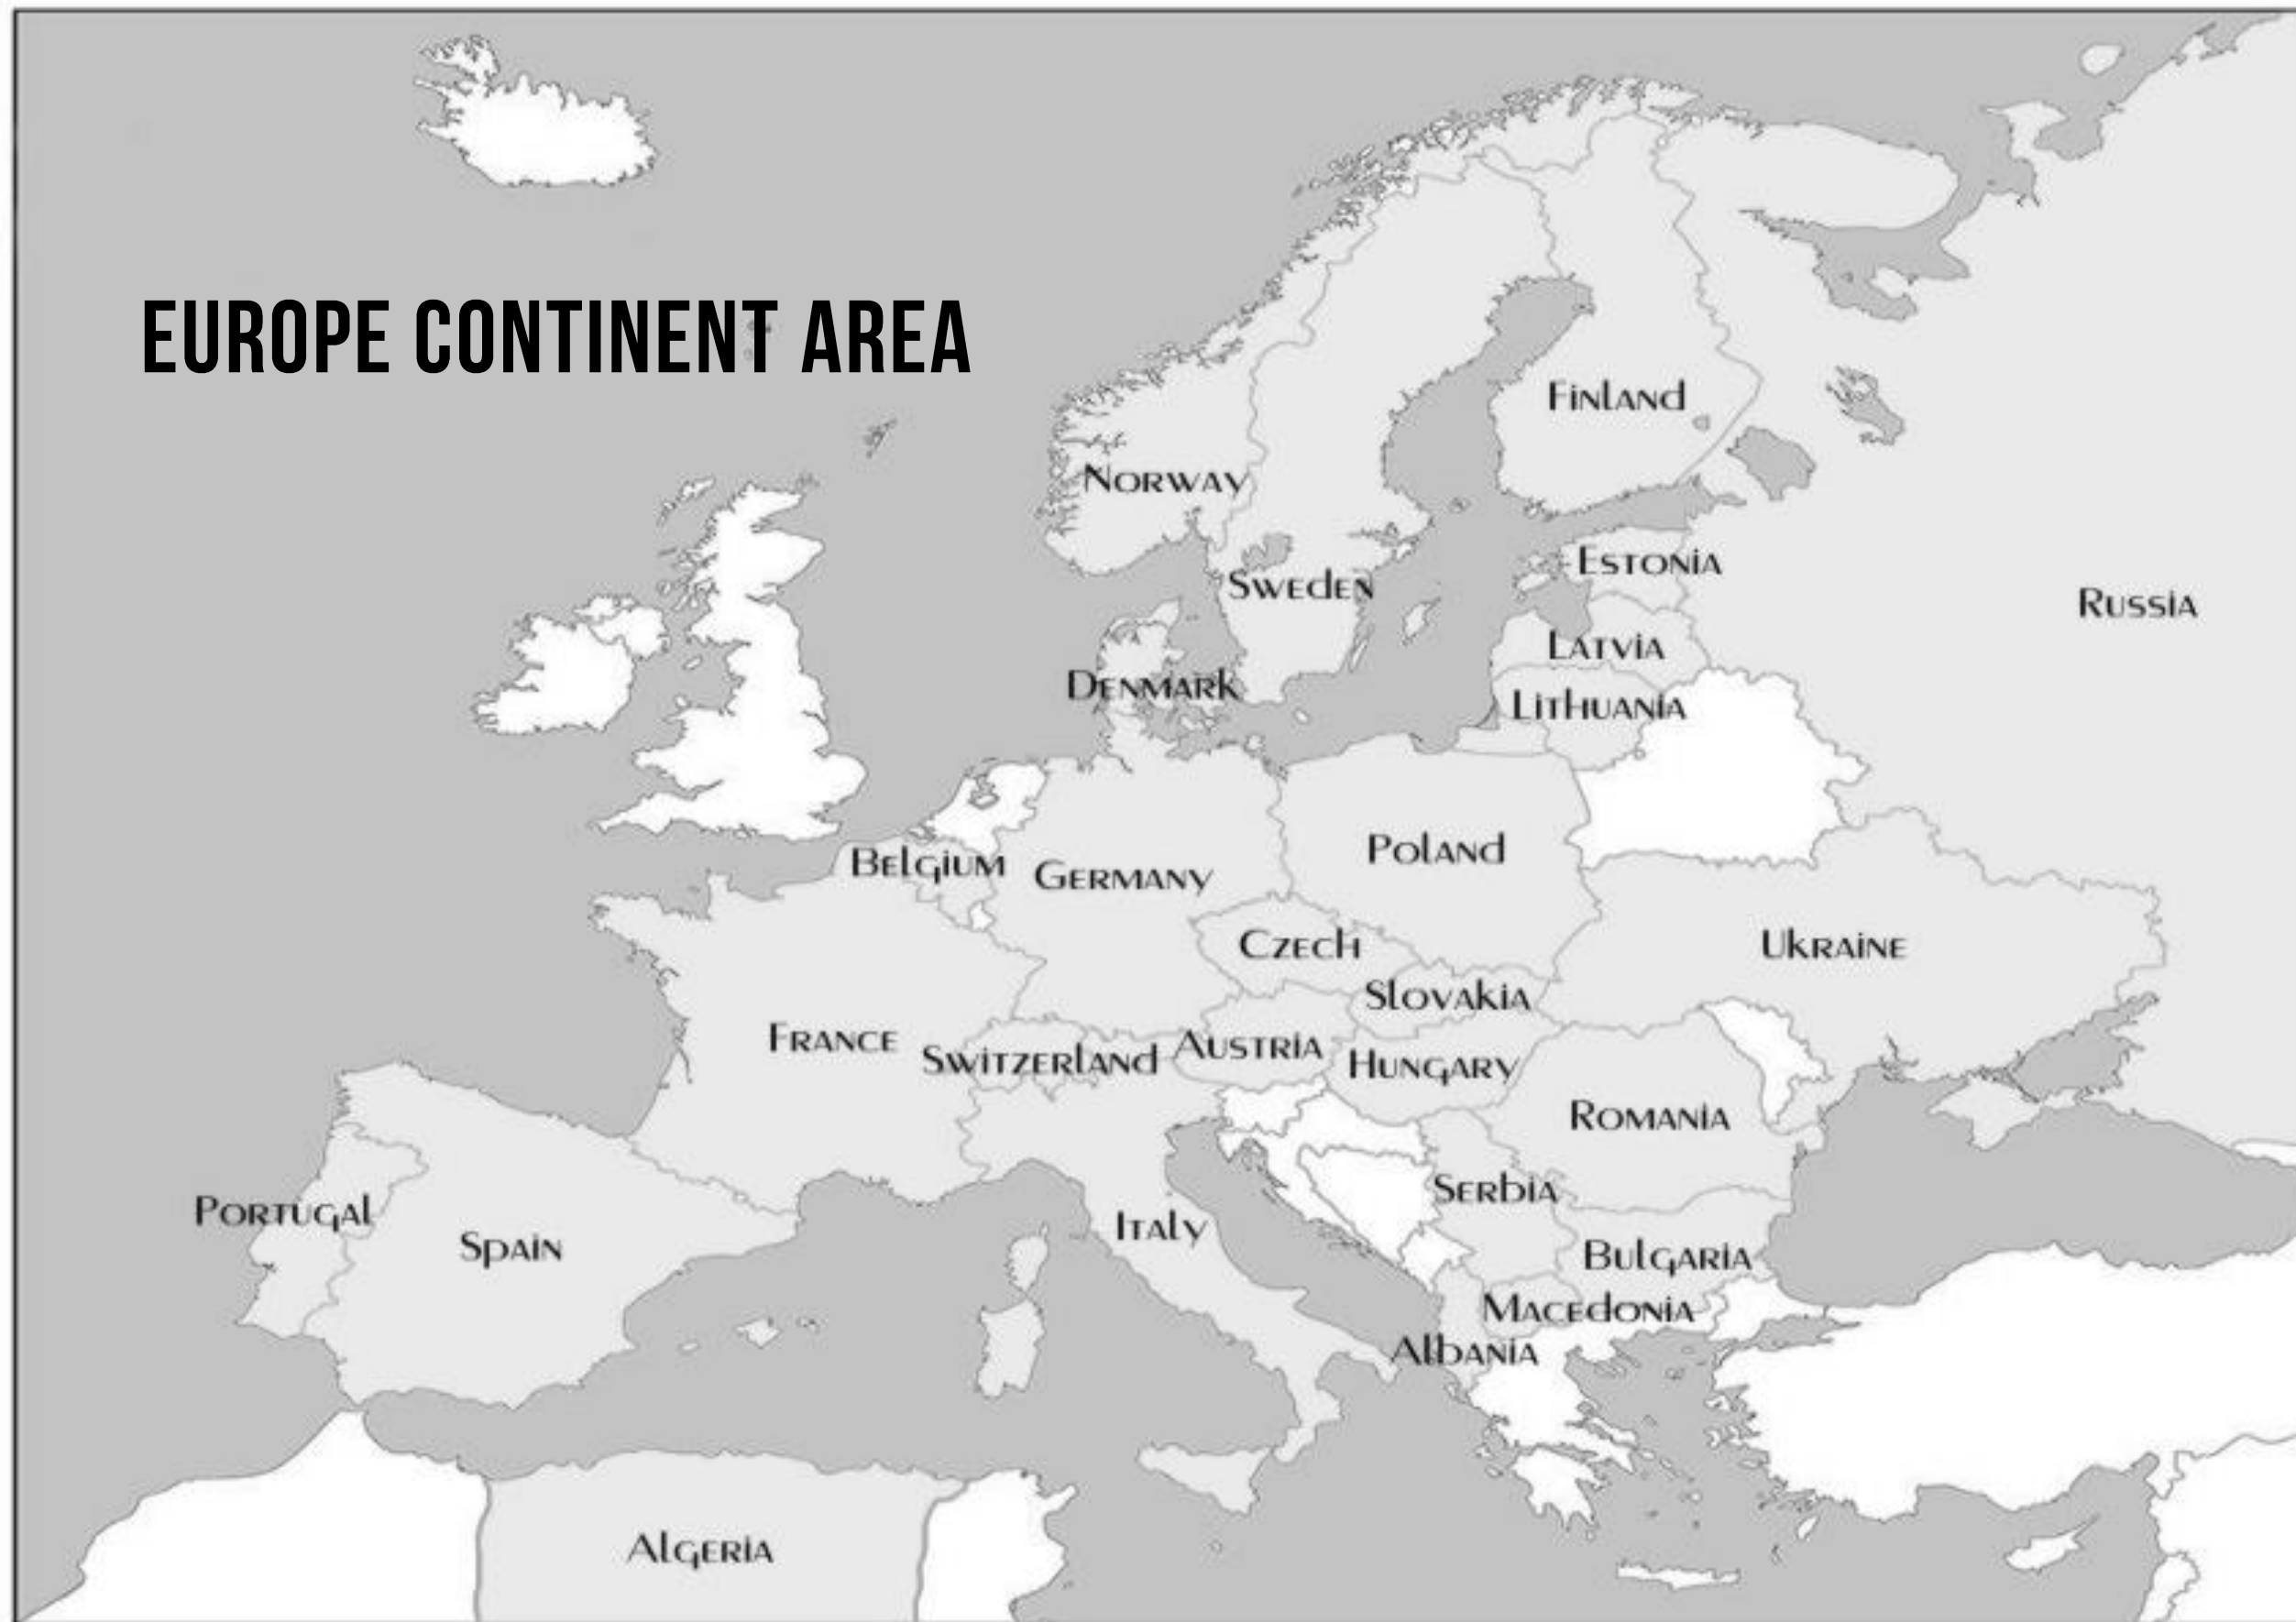 EUROPE CONTINENT AREA
Finland
Norway
Estonia
Sweden
Russia
Latvia
Denmark
Lithuania
Poland
Belgium
Germany
Czech
Ukraine
Slovakia
France
Switzerland
Austria
Hungary
Romania
Serbia
Portugal
Spain
Italy
Bulgaria
Macedonia
Albania
Algeria